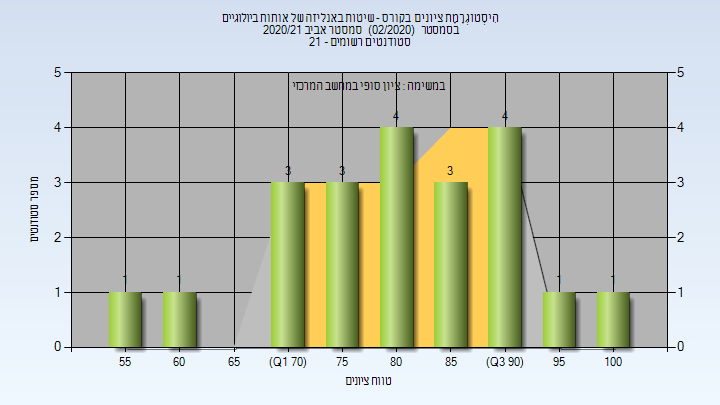 היסטוגרמת ציונים בקורס - שיטות באנליזה של אותות ביולוגיים
בסמסטר (02/2020) סמסטר אביב 2020/21
סטודנטים רשומים - 21
במשימה : ציון סופי במחשב המרכזי
5 5
4 4 4 4
3 3 3 3 3
2 2
1 1 1 1 1 1
0 0
55 60 65 (Q1 70) 75 80 85 (Q3 90) 95 100
מספר סטודנטים
טווח ציונים